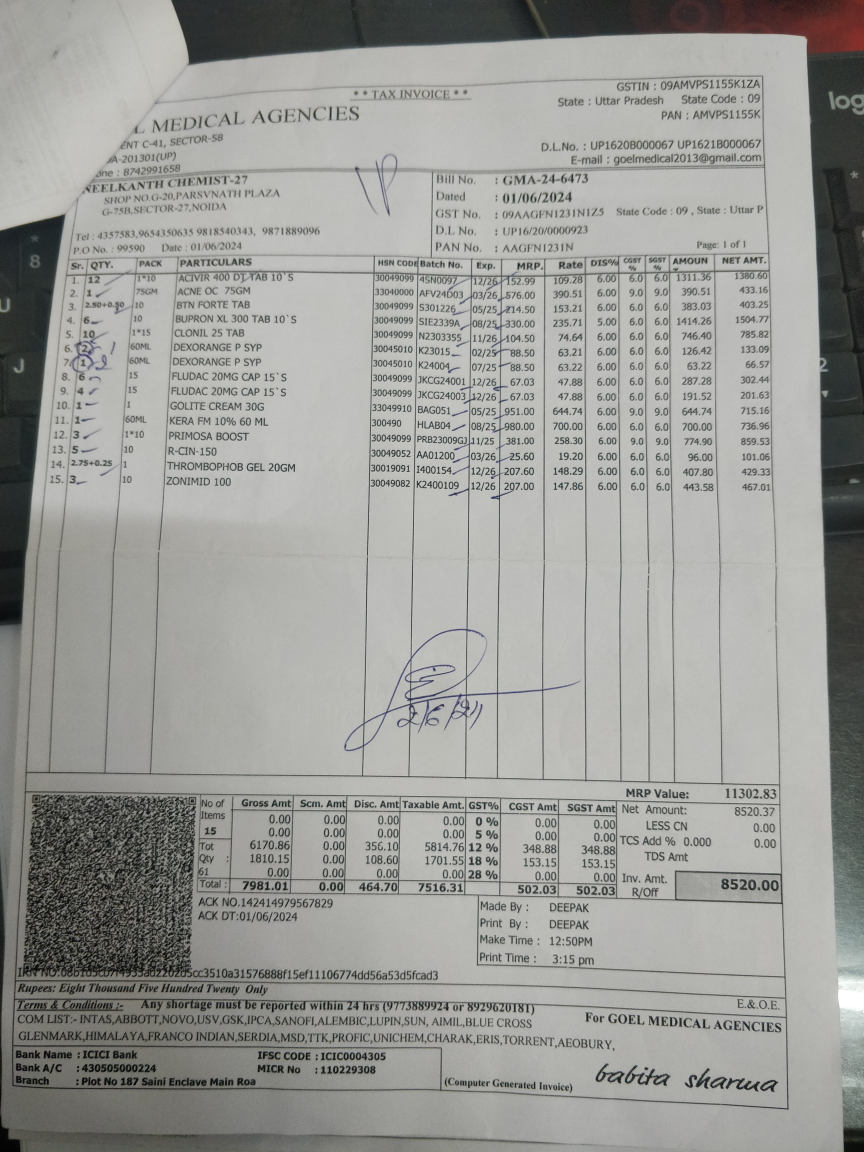 ** TAX INVOICE **
GSTIN : 09AMVPS1155K1ZA
State : Uttar Pradesh State Code : 09
PAN : AMVPS1155K
L MEDICAL AGENCIES
ENT C-41, SECTOR-58
A-201301(UP)
one : 8742991658
D.L.No. : UP1620B000067 UP1621B000067
E-mail : goelmedical2013@gmail.com
NEELKANTH CHEMIST-27
SHOP NO.G-20,PARSVNATH PLAZA
G-75B,SECTOR-27,NOIDA
Tel : 4357583,9654350635 9818540343, 9871889096
P.O No. : 99590 Date : 01/06/2024
Bill No. : GMA-24-6473
Dated : 01/06/2024
GST No. : 09AAGFN1231N1Z5 State Code : 09 , State : Uttar P
D.L. No. : UP16/20/0000923
PAN No. : AAGFN1231N Page: 1 of 1
Sr. QTY. PACK PARTICULARS HSN CODE Batch No. Exp. MRP. Rate DIS% CGST % SGST % AMOUN NET AMT.
1. 12 1*10 ACIVIR 400 DT TAB 10`S 30049099 4SN0097 12/26 152.99 109.28 6.00 6.0 6.0 1311.36 1380.60
2. 1 75GM ACNE OC 75GM 33040000 AFV24D03 03/26 576.00 390.51 6.00 9.0 9.0 390.51 433.16
3. 2.50+0.50 10 BTN FORTE TAB 30049099 S301226 05/25 214.50 153.21 6.00 6.0 6.0 383.03 403.25
4. 6 10 BUPRON XL 300 TAB 10`S 30049099 SIE2339A 08/25 330.00 235.71 5.00 6.0 6.0 1414.26 1504.77
5. 10 1*15 CLONIL 25 TAB 30049099 N2303355 11/26 104.50 74.64 6.00 6.0 6.0 746.40 785.82
6. 2 1 60ML DEXORANGE P SYP 30045010 K23015 02/25 88.50 63.21 6.00 6.0 6.0 126.42 133.09
7. 1 2 60ML DEXORANGE P SYP 30045010 K24004 07/25 88.50 63.22 6.00 6.0 6.0 63.22 66.57
8. 6 15 FLUDAC 20MG CAP 15`S 30049099 JKCG24001 12/26 67.03 47.88 6.00 6.0 6.0 287.28 302.44
9. 4 15 FLUDAC 20MG CAP 15`S 30049099 JKCG24003 12/26 67.03 47.88 6.00 6.0 6.0 191.52 201.63
10. 1 1 GOLITE CREAM 30G 33049910 BAG051 05/25 951.00 644.74 6.00 9.0 9.0 644.74 715.16
11. 1 60ML KERA FM 10% 60 ML 300490 HLAB04 08/25 980.00 700.00 6.00 6.0 6.0 700.00 736.96
12. 3 1*10 PRIMOSA BOOST 30049099 PRB23009GJ 11/25 381.00 258.30 6.00 9.0 9.0 774.90 859.53
13. 5 10 R-CIN-150 30049052 AA01200 03/26 25.60 19.20 6.00 6.0 6.0 96.00 101.06
14. 2.75+0.25 1 THROMBOPHOB GEL 20GM 30019091 I400154 12/26 207.60 148.29 6.00 6.0 6.0 407.80 429.33
15. 3 10 ZONIMID 100 30049082 K2400109 12/26 207.00 147.86 6.00 6.0 6.0 443.58 467.01
2/6/24
MRP Value: 11302.83
No of Items 15 Tot Qty : 61
Gross Amt Scm. Amt Disc. Amt Taxable Amt. GST% CGST Amt SGST Amt
0.00 0.00 0.00 0.00 0 % 0.00 0.00
0.00 0.00 0.00 0.00 5 % 0.00 0.00
6170.86 0.00 356.10 5814.76 12 % 348.88 348.88
1810.15 0.00 108.60 1701.55 18 % 153.15 153.15
0.00 0.00 0.00 0.00 28 % 0.00 0.00
Total : 7981.01 0.00 464.70 7516.31 502.03 502.03
Net Amount: 8520.37
LESS CN 0.00
TCS Add % 0.000 0.00
TDS Amt
Inv. Amt. R/Off 8520.00
ACK NO.142414979567829
ACK DT:01/06/2024
Made By : DEEPAK
Print By : DEEPAK
Make Time : 12:50PM
Print Time : 3:15 pm
Rupees: Eight Thousand Five Hundred Twenty Only
Terms & Conditions :- Any shortage must be reported within 24 hrs (9773889924 or 8929620181) E.&O.E.
COM LIST:- INTAS,ABBOTT,NOVO,USV,GSK,IPCA,SANOFI,ALEMBIC,LUPIN,SUN, AIMIL,BLUE CROSS
GLENMARK,HIMALAYA,FRANCO INDIAN,SERDIA,MSD,TTK,PROFIC,UNICHEM,CHARAK,ERIS,TORRENT,AEOBURY,
For GOEL MEDICAL AGENCIES
Bank Name : ICICI Bank IFSC CODE : ICIC0004305
Bank A/C : 430505000224 MICR No : 110229308
Branch : Plot No 187 Saini Enclave Main Roa
(Computer Generated Invoice)
babita sharma
log